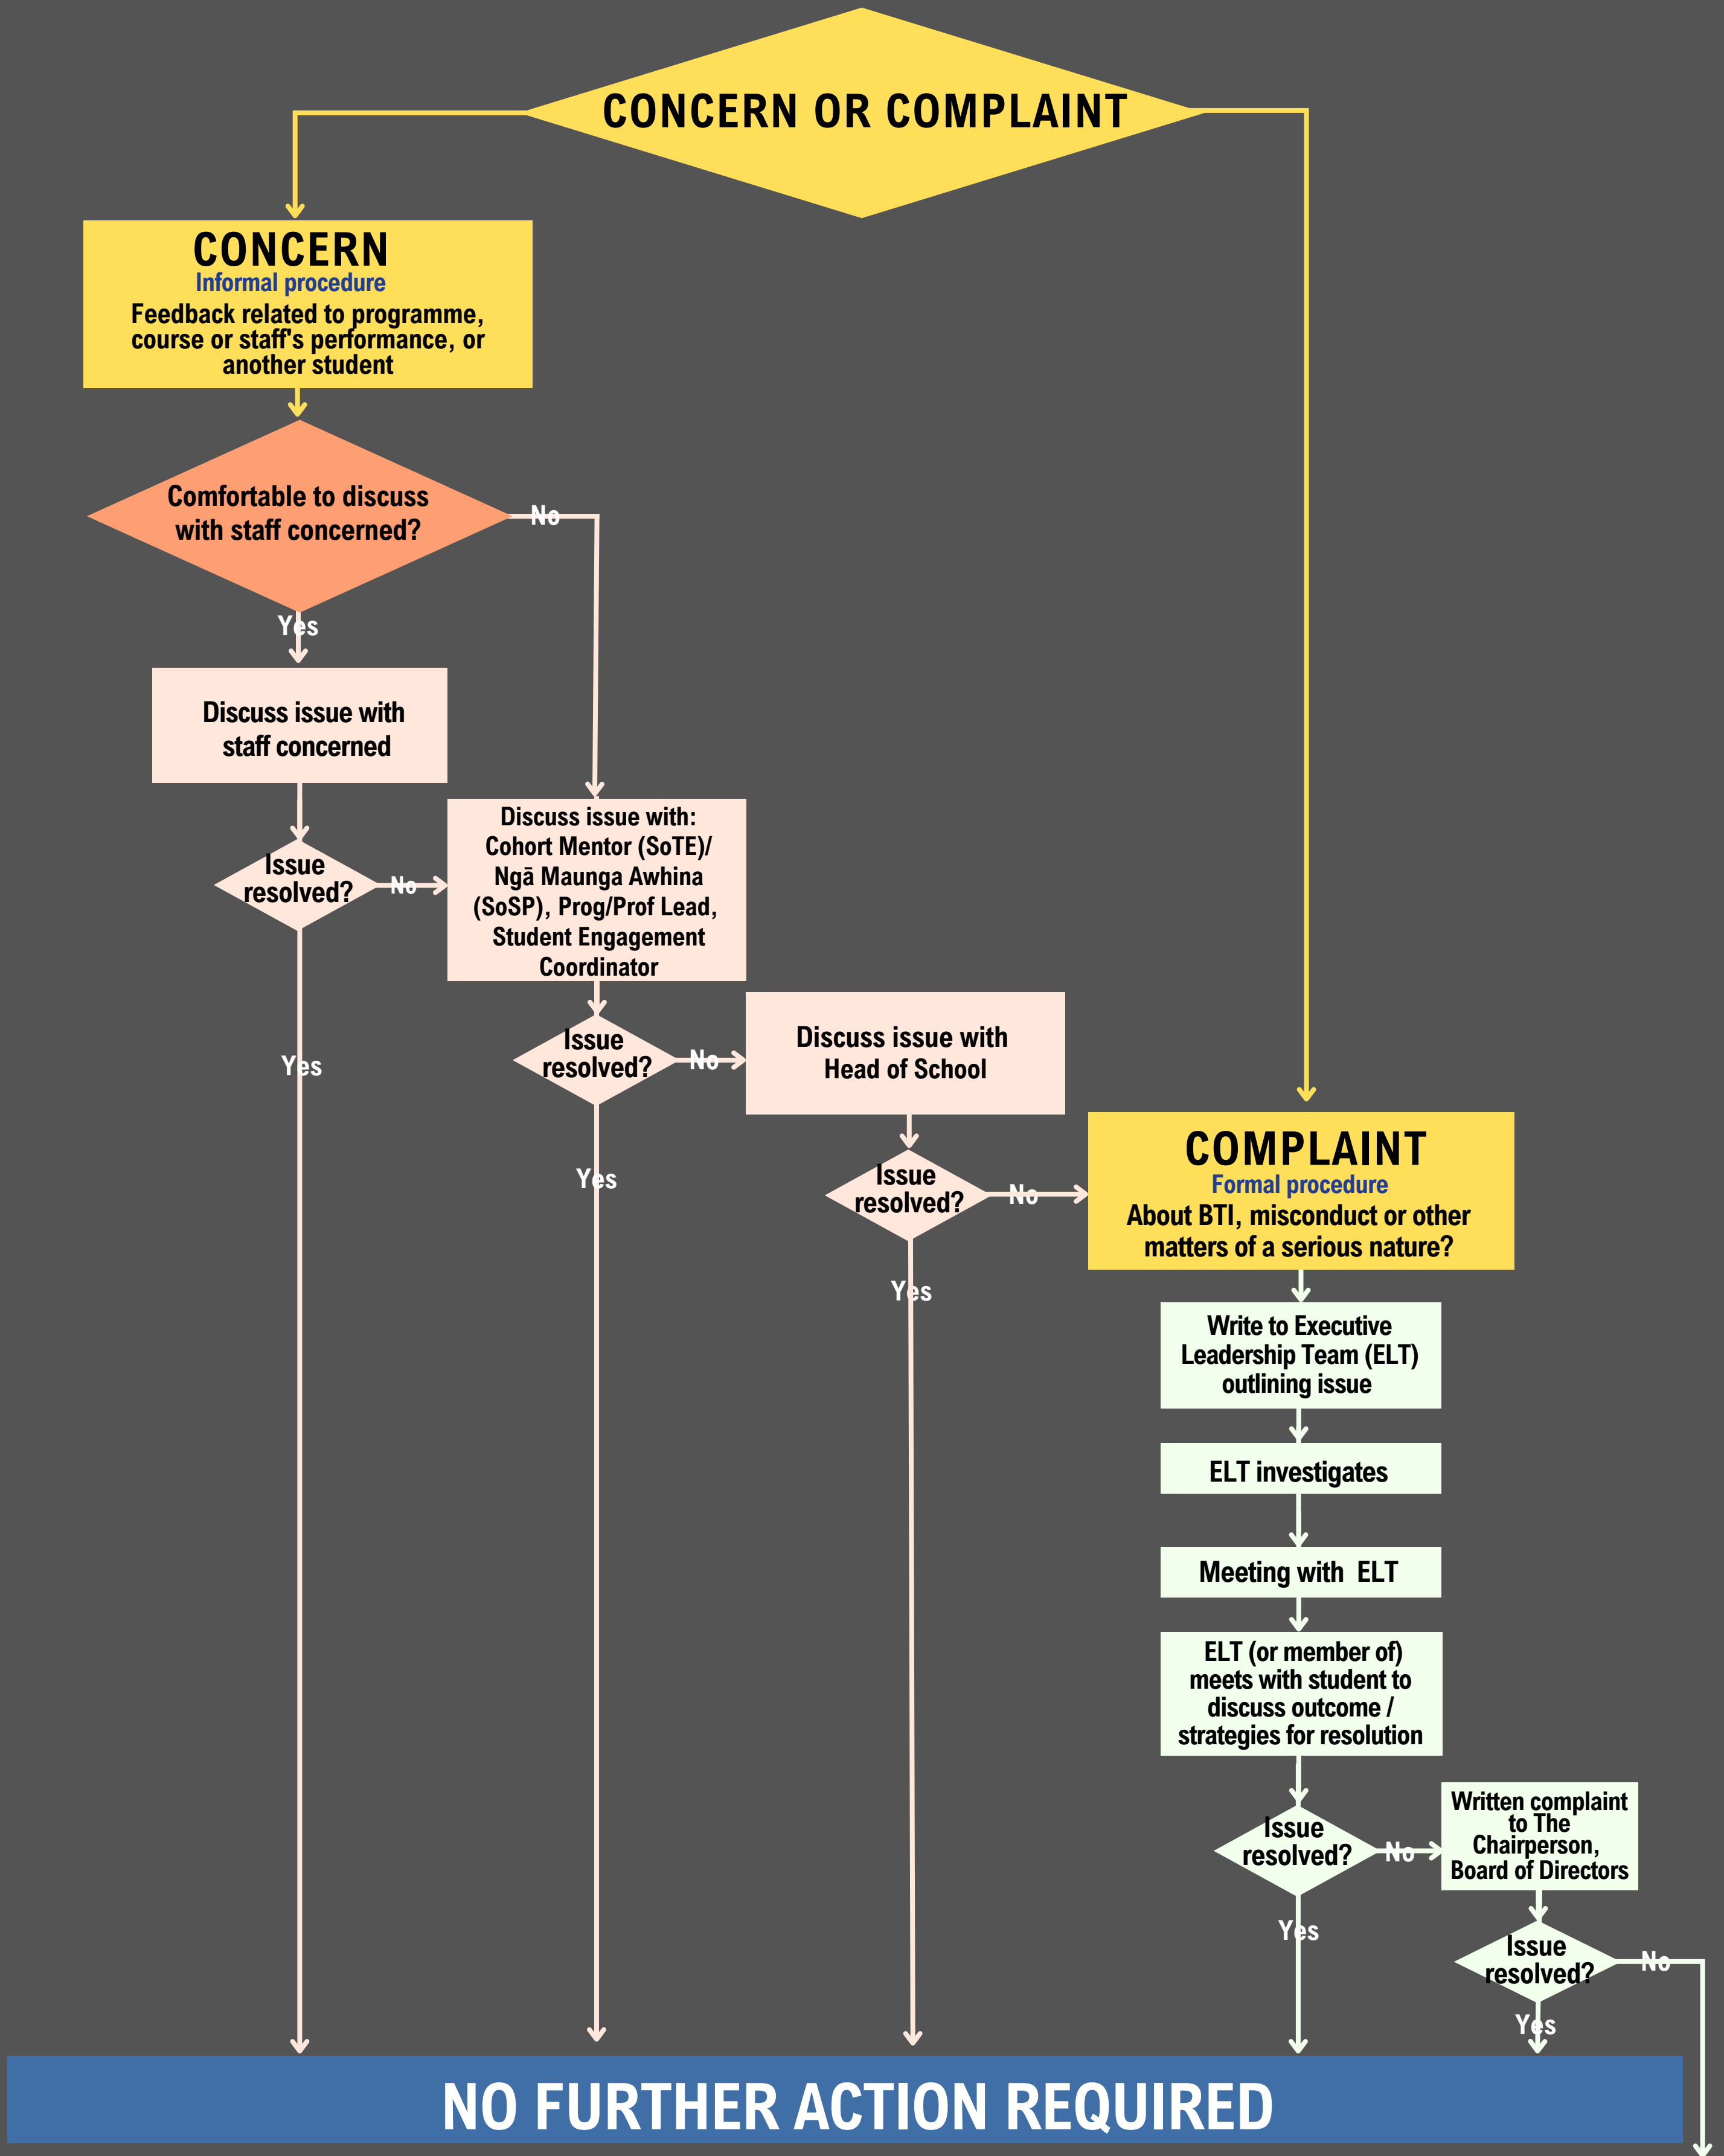 CONCERN OR COMPLAINT
CONCERN
Informal procedure
Feedback related to programme,
course or staff's performance, or
another student
Comfortable to discuss
with staff concerned?
No
Yes
Discuss issue with
staff concerned
Issue
resolved?
No
Yes
Discuss issue with:
Cohort Mentor (SoTE)/
Ngā Maunga Awhina
(SoSP), Prog/Prof Lead,
Student Engagement
Coordinator
Issue
resolved?
No
Yes
Discuss issue with
Head of School
Issue
resolved?
No
Yes
COMPLAINT
Formal procedure
About BTI, misconduct or other
matters of a serious nature?
Write to Executive
Leadership Team (ELT)
outlining issue
ELT investigates
Meeting with ELT
ELT (or member of)
meets with student to
discuss outcome /
strategies for resolution
Issue
resolved?
No
Yes
Written complaint
to The
Chairperson,
Board of Directors
Issue
resolved?
No
Yes
NO FURTHER ACTION REQUIRED